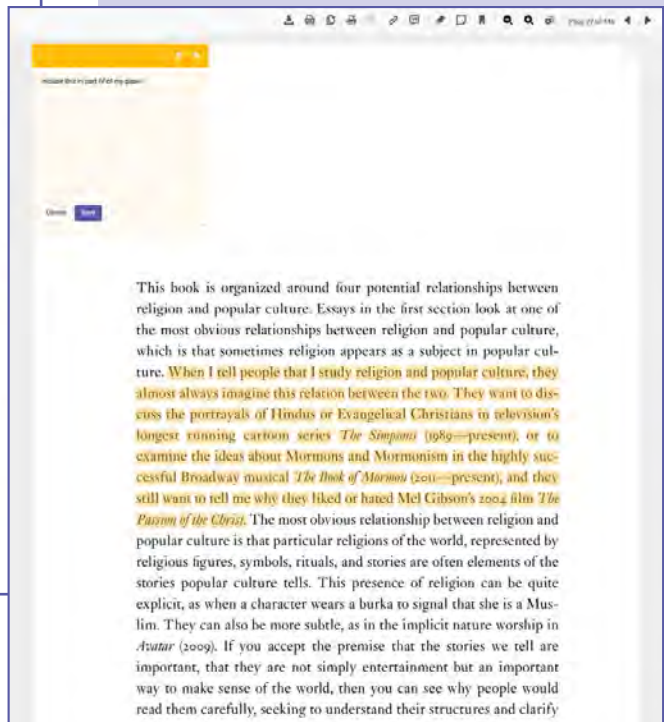 include this in part IV of my paper
Cancel Save
This book is organized around four potential relationships between
religion and popular culture. Essays in the first section look at one of
the most obvious relationships between religion and popular culture,
which is that sometimes religion appears as a subject in popular cul-
ture. When I tell people that I study religion and popular culture, they
almost always imagine this relation between the two. They want to dis-
cuss the portrayals of Hindus or Evangelical Christians in television's
longest running cartoon series The Simpsons (1989—present), or to
examine the ideas about Mormons and Mormonism in the highly suc-
cessful Broadway musical The Book of Mormon (2011—present), and they
still want to tell me why they liked or hated Mel Gibson's 2004 film The
Passion of the Christ. The most obvious relationship between religion and
popular culture is that particular religions of the world, represented by
religious figures, symbols, rituals, and stories are often elements of the
stories popular culture tells. This presence of religion can be quite
explicit, as when a character wears a burka to signal that she is a Mus-
lim. They can also be more subtle, as in the implicit nature worship in
Avatar (2009). If you accept the premise that the stories we tell are
important, that they are not simply entertainment but an important
way to make sense of the world, then you can see why people would
read them carefully, seeking to understand their structures and clarify